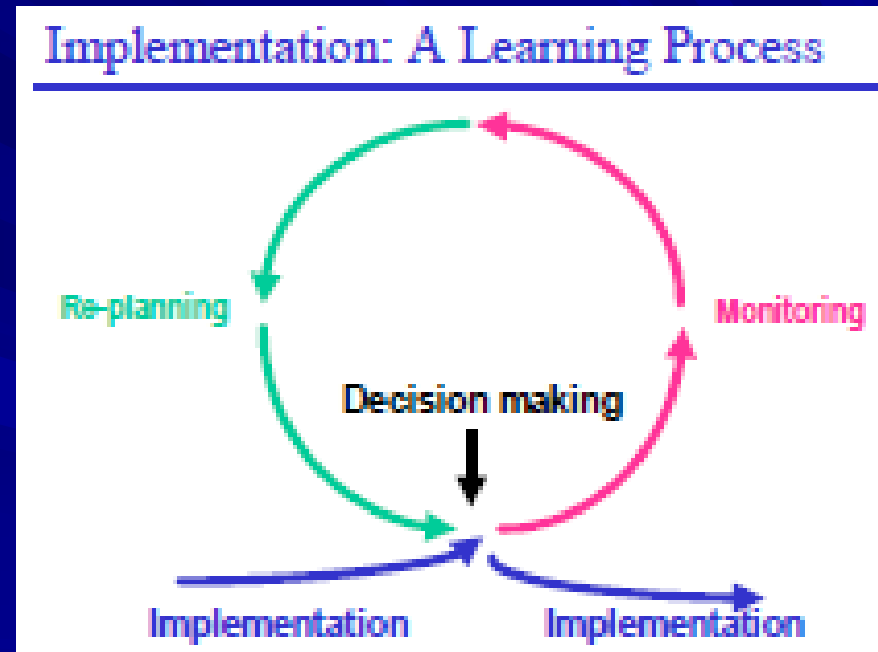 Implementation: A Learning Process
Re-planning
Monitoring
Decision making
Implementation
Implementation